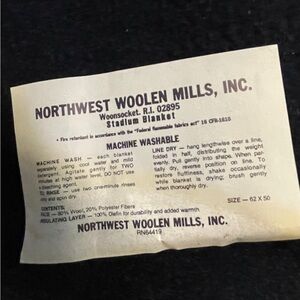 NORTHWEST WOOLEN MILLS, INC.
Woonsocket, R.I. 02895
Stadium Blanket
• Fire retardant in accordance with the "Federal flammable fabrics act" 16 CFR-1610
MACHINE WASHABLE
MACHINE WASH — each blanket
separately, using cool water and mild
detergent. Agitate gently for TWO
minutes at high water level. DO NOT use
bleaching agent.
TO RINSE — use two one-minute rinses
and spin dry.
LINE DRY — hang lengthwise over a line,
folded in half, distributing the weight
evenly. Pull gently into shape. When par-
tially dry, reverse position on line. To
restore fluffiness, shake occasionally
while blanket is drying; brush gently
when thoroughly dry.
CONTENTS:
FACE — 80% Wool, 20% Polyester Fibers
INSULATING LAYER — 100% Olefin for durability and added warmth
SIZE — 62 X 50
NORTHWEST WOOLEN MILLS, INC.
RN64419